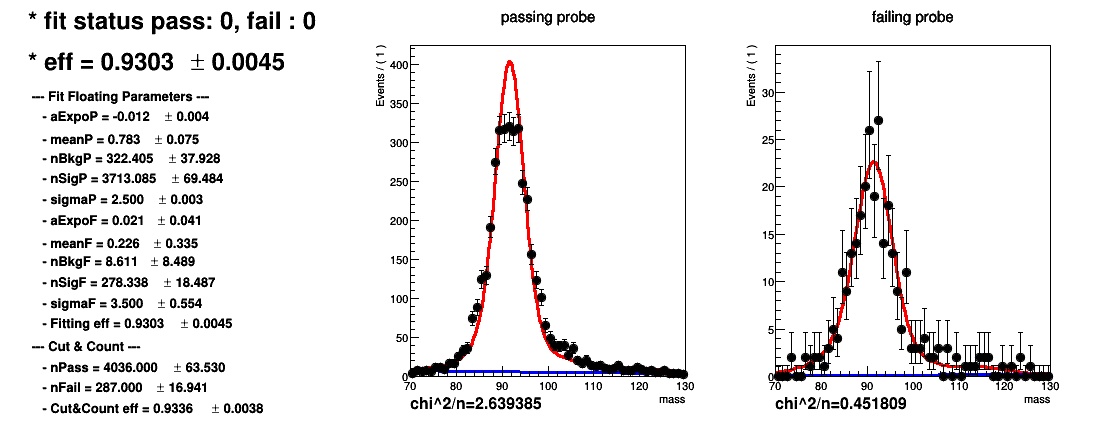 * fit status pass: 0, fail : 0
* eff = 0.9303 ± 0.0045
--- Fit Floating Parameters ---
- aExpoP = -0.012 ± 0.004
- meanP = 0.783 ± 0.075
- nBkgP = 322.405 ± 37.928
- nSigP = 3713.085 ± 69.484
- sigmaP = 2.500 ± 0.003
- aExpoF = 0.021 ± 0.041
- meanF = 0.226 ± 0.335
- nBkgF = 8.611 ± 8.489
- nSigF = 278.338 ± 18.487
- sigmaF = 3.500 ± 0.554
- Fitting eff = 0.9303 ± 0.0045
--- Cut & Count ---
- nPass = 4036.000 ± 63.530
- nFail = 287.000 ± 16.941
- Cut&Count eff = 0.9336 ± 0.0038
passing probe
Events / ( 1 )
400
350
300
250
200
150
100
50
0
70 80 90 100 110 120 130
mass
chi^2/n=2.639385
failing probe
Events / ( 1 )
30
25
20
15
10
5
0
70 80 90 100 110 120 130
mass
chi^2/n=0.451809